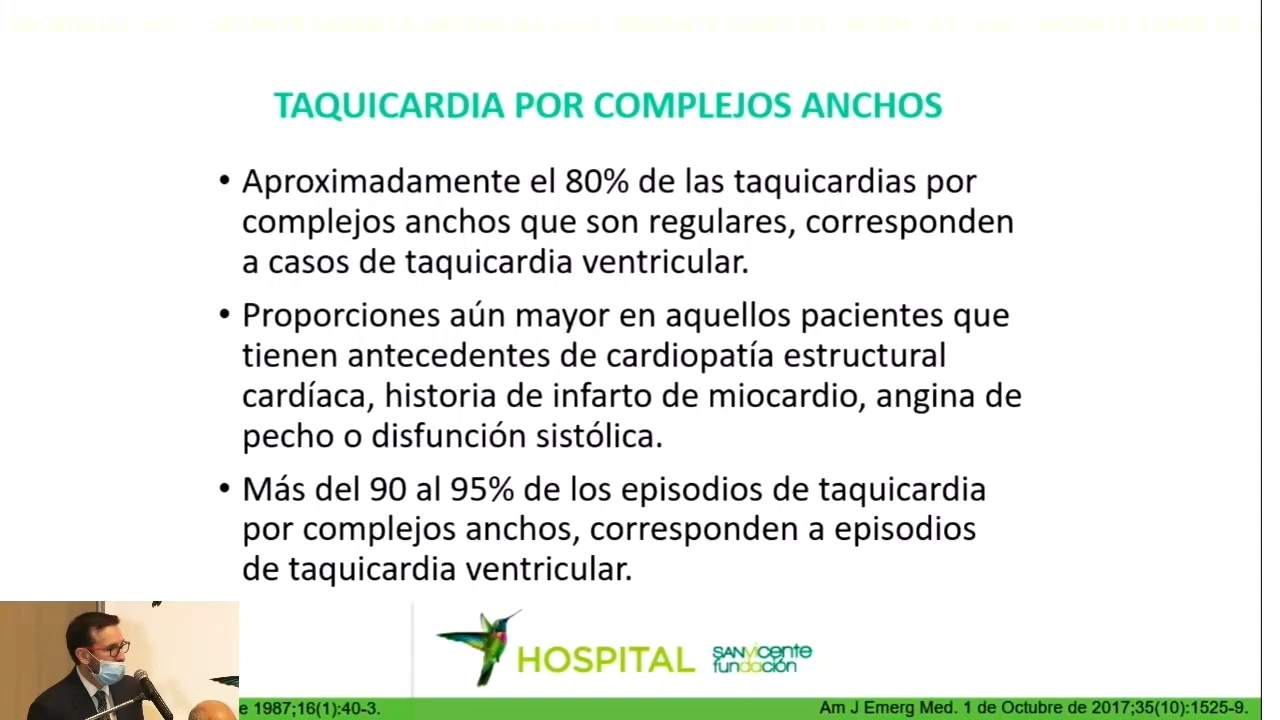 TAQUICARDIA POR COMPLEJOS ANCHOS
• Aproximadamente el 80% de las taquicardias por
complejos anchos que son regulares, corresponden
a casos de taquicardia ventricular.
• Proporciones aún mayor en aquellos pacientes que
tienen antecedentes de cardiopatía estructural
cardíaca, historia de infarto de miocardio, angina de
pecho o disfunción sistólica.
• Más del 90 al 95% de los episodios de taquicardia
por complejos anchos, corresponden a episodios
de taquicardia ventricular.
HOSPITAL
SANVicente
fundación
e 1987;16(1):40-3.
Am J Emerg Med. 1 de Octubre de 2017;35(10):1525-9.